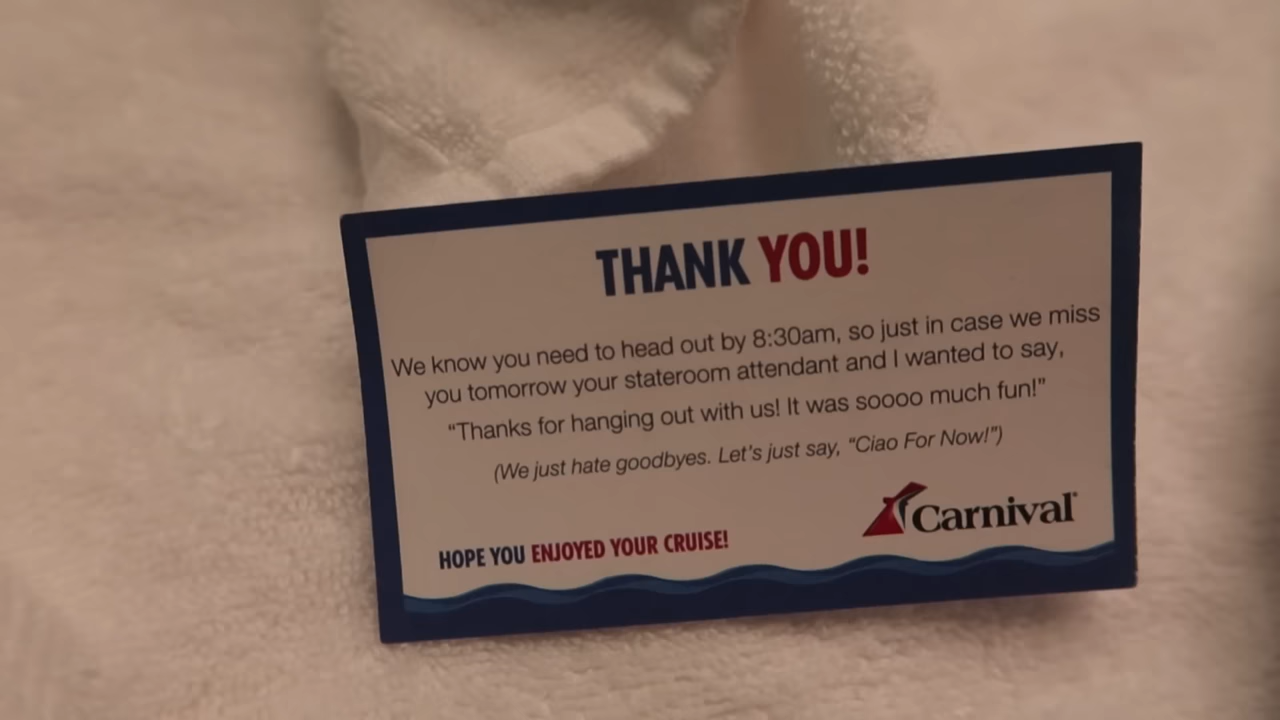 THANK YOU!
We know you need to head out by 8:30am, so just in case we miss
you tomorrow your stateroom attendant and I wanted to say,
“Thanks for hanging out with us! It was soooo much fun!”
(We just hate goodbyes. Let's just say, “Ciao For Now!”)
Carnival®
HOPE YOU ENJOYED YOUR CRUISE!